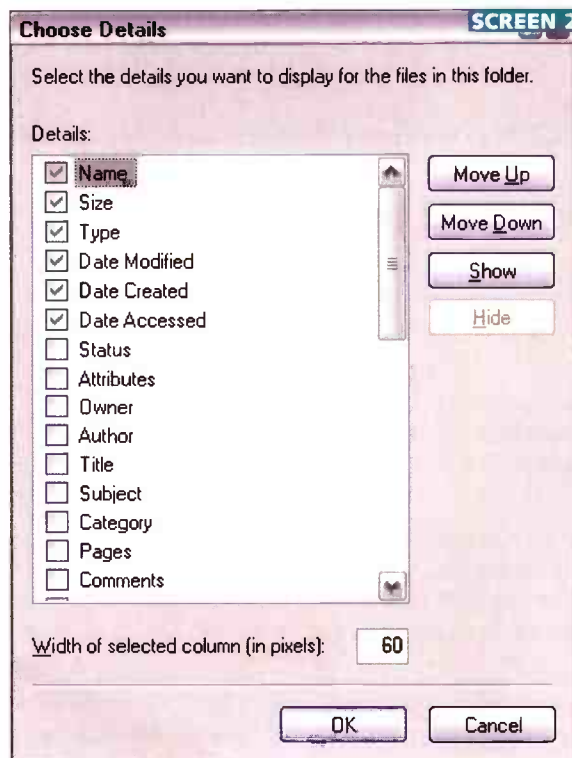 SCREEN 2
Choose Details
Select the details you want to display for the files in this folder.
Details:
Name
Size
Type
Date Modified
Date Created
Date Accessed
Status
Attributes
Owner
Author
Title
Subject
Category
Pages
Comments
Move Up
Move Down
Show
Hide
Width of selected column (in pixels): 60
OK
Cancel